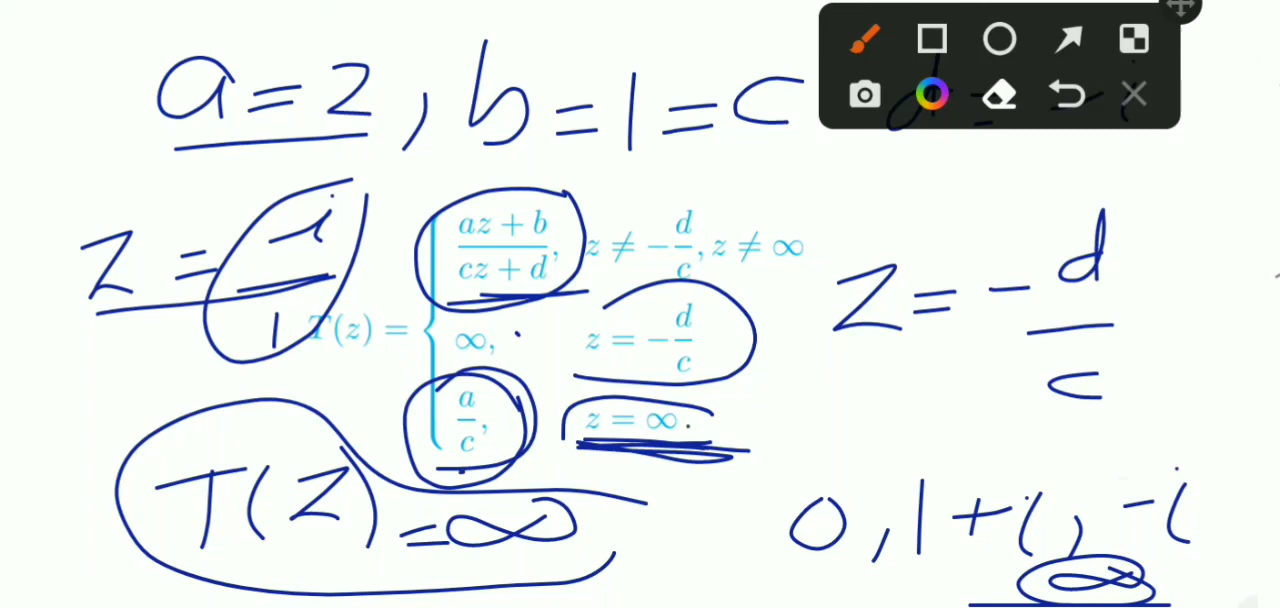 a = 2, b = 1 = c
z = -i/1
T(z) = { (az + b)/(cz + d), z ≠ -d/c, z ≠ ∞
∞, z = -d/c
a/c, z = ∞.
z = -d/c
T(z) = ∞
0, 1+i, -i
∞